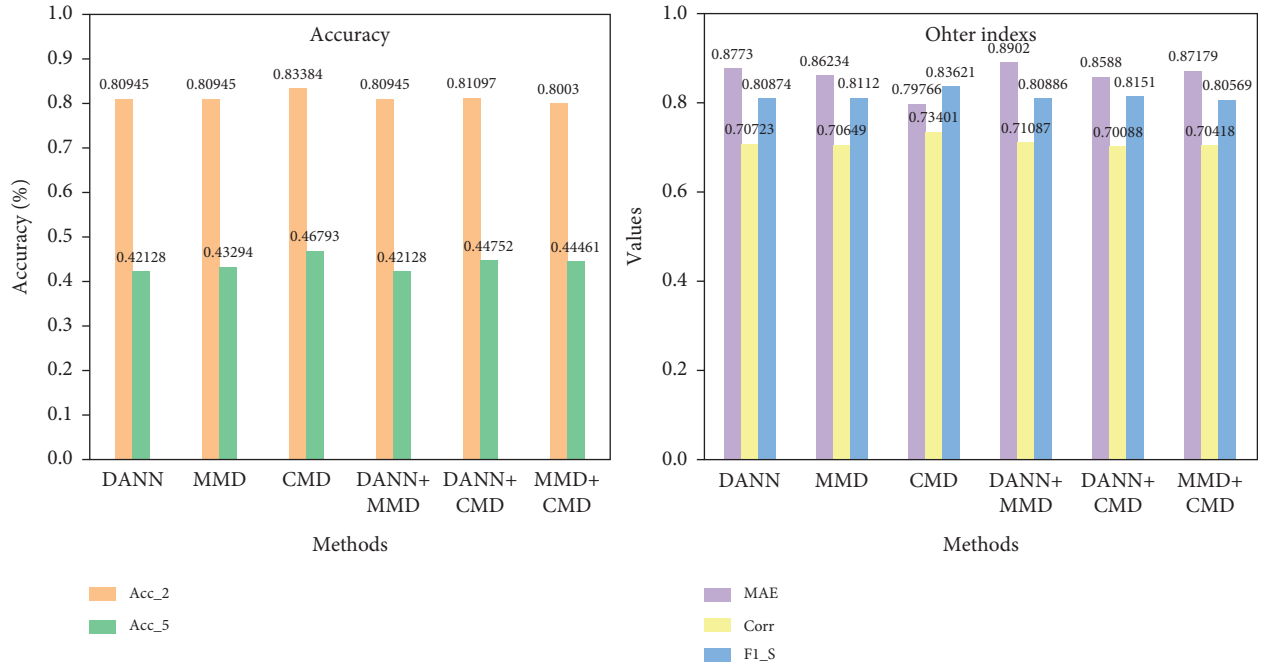 Accuracy
1.0
0.9
0.8
0.7
0.6
0.5
0.4
0.3
0.2
0.1
0.0
Accuracy (%)
0.80945
0.42128
0.80945
0.43294
0.83384
0.46793
0.80945
0.42128
0.81097
0.44752
0.8003
0.44461
DANN
MMD
CMD
DANN+
MMD
DANN+
CMD
MMD+
CMD
Methods
Acc_2
Acc_5
Ohter indexs
1.0
0.8
0.6
0.4
0.2
0.0
Values
0.8773
0.70723
0.80874
0.86234
0.70649
0.8112
0.79766
0.73401
0.83621
0.8902
0.71087
0.80886
0.8588
0.70088
0.8151
0.87179
0.70418
0.80569
DANN
MMD
CMD
DANN+
MMD
DANN+
CMD
MMD+
CMD
Methods
MAE
Corr
F1_S